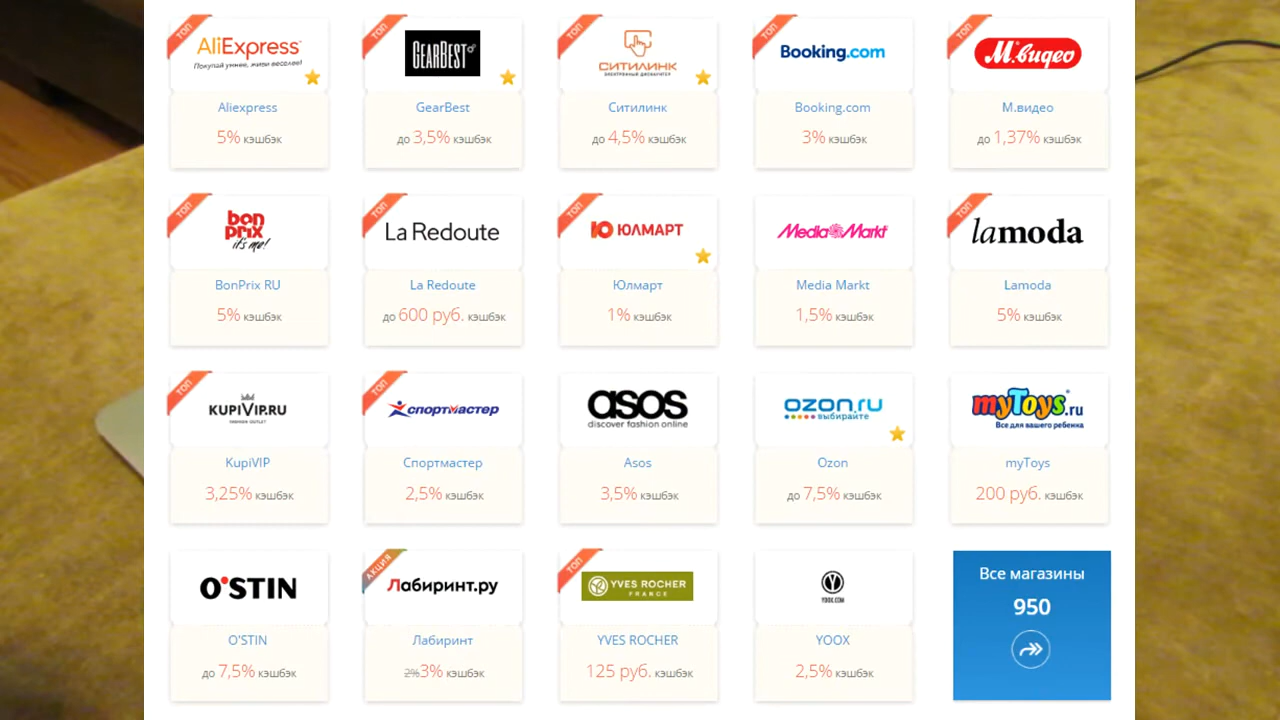 ТОП
AliExpress
Покупай умнее, живи веселее!
Aliexpress
5% кэшбэк
ТОП
GEARBEST
GearBest
до 3,5% кэшбэк
ТОП
СИТИЛИНК
ЭЛЕКТРОННЫЙ ДИСКАУНТЕР
Ситилинк
до 4,5% кэшбэк
ТОП
Booking.com
Booking.com
3% кэшбэк
ТОП
М.видео
М.видео
до 1,37% кэшбэк
ТОП
bon
prix
it's me!
BonPrix RU
5% кэшбэк
ТОП
La Redoute
La Redoute
до 600 руб. кэшбэк
ТОП
Ю ЮЛМАРТ
Юлмарт
1% кэшбэк
Media Markt
Media Markt
1,5% кэшбэк
ТОП
lamoda
Lamoda
5% кэшбэк
ТОП
KUPIVIP.RU
FASHION OUTLET
KupiVIP
3,25% кэшбэк
ТОП
спортмастер
Спортмастер
2,5% кэшбэк
asos
discover fashion online
Asos
3,5% кэшбэк
OZON.RU
выбирайте
Ozon
до 7,5% кэшбэк
myToys.ru
Все для вашего ребенка
myToys
200 руб. кэшбэк
O'STIN
O'STIN
до 7,5% кэшбэк
АКЦИЯ
Лабиринт.ру
Лабиринт
2%3% кэшбэк
ТОП
YVES ROCHER
FRANCE
YVES ROCHER
125 руб. кэшбэк
Y
YOOX.COM
YOOX
2,5% кэшбэк
Все магазины
950